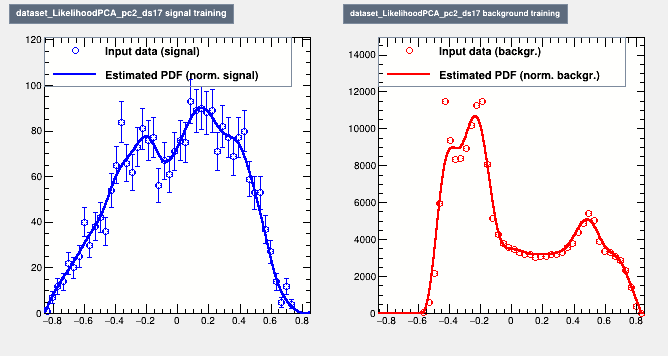 dataset_LikelihoodPCA_pc2_ds17 signal training
dataset_LikelihoodPCA_pc2_ds17 background training
120
100
80
60
40
20
0
Input data (signal)
Estimated PDF (norm. signal)
−0.8 −0.6 −0.4 −0.2 0 0.2 0.4 0.6 0.8
14000
12000
10000
8000
6000
4000
2000
0
Input data (backgr.)
Estimated PDF (norm. backgr.)
−0.8 −0.6 −0.4 −0.2 0 0.2 0.4 0.6 0.8